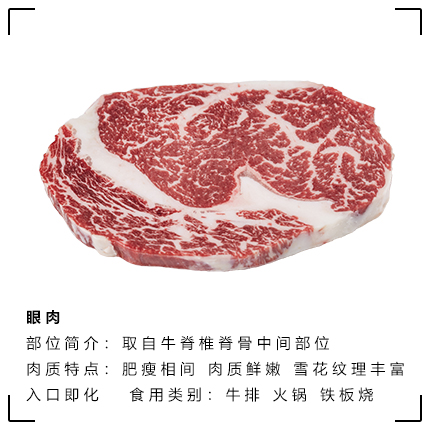 眼肉
部位简介：取自牛脊椎脊骨中间部位
肉质特点：肥瘦相间 肉质鲜嫩 雪花纹理丰富
入口即化 食用类别：牛排 火锅 铁板烧